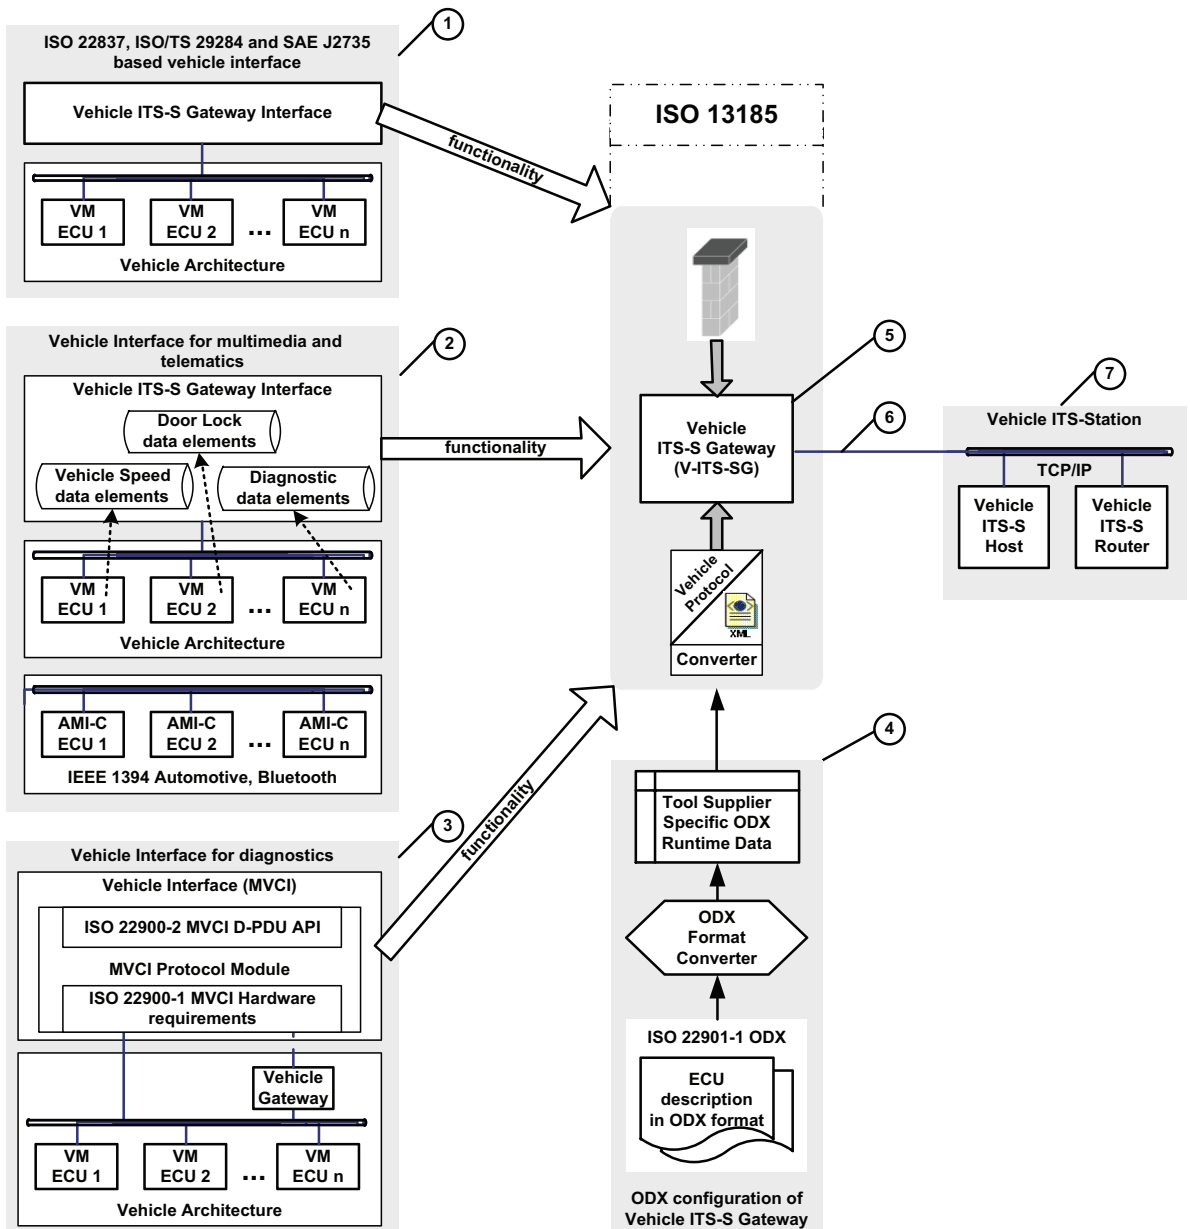 1
ISO 22837, ISO/TS 29284 and SAE J2735
based vehicle interface
Vehicle ITS-S Gateway Interface
VM
ECU 1
VM
ECU 2
...
VM
ECU n
Vehicle Architecture
functionality
ISO 13185
2
Vehicle Interface for multimedia and
telematics
Vehicle ITS-S Gateway Interface
Door Lock
data elements
Vehicle Speed
data elements
Diagnostic
data elements
VM
ECU 1
VM
ECU 2
...
VM
ECU n
Vehicle Architecture
AMI-C
ECU 1
AMI-C
ECU 2
...
AMI-C
ECU n
IEEE 1394 Automotive, Bluetooth
functionality
3
Vehicle Interface for diagnostics
Vehicle Interface (MVCI)
ISO 22900-2 MVCI D-PDU API
MVCI Protocol Module
ISO 22900-1 MVCI Hardware
requirements
Vehicle
Gateway
VM
ECU 1
VM
ECU 2
...
VM
ECU n
Vehicle Architecture
functionality
5
Vehicle
ITS-S Gateway
(V-ITS-SG)
6
Vehicle
Protocol
XML
Converter
7
Vehicle ITS-Station
TCP/IP
Vehicle
ITS-S
Host
Vehicle
ITS-S
Router
4
Tool Supplier
Specific ODX
Runtime Data
ODX
Format
Converter
ISO 22901-1 ODX
ECU
description
in ODX format
ODX configuration of
Vehicle ITS-S Gateway